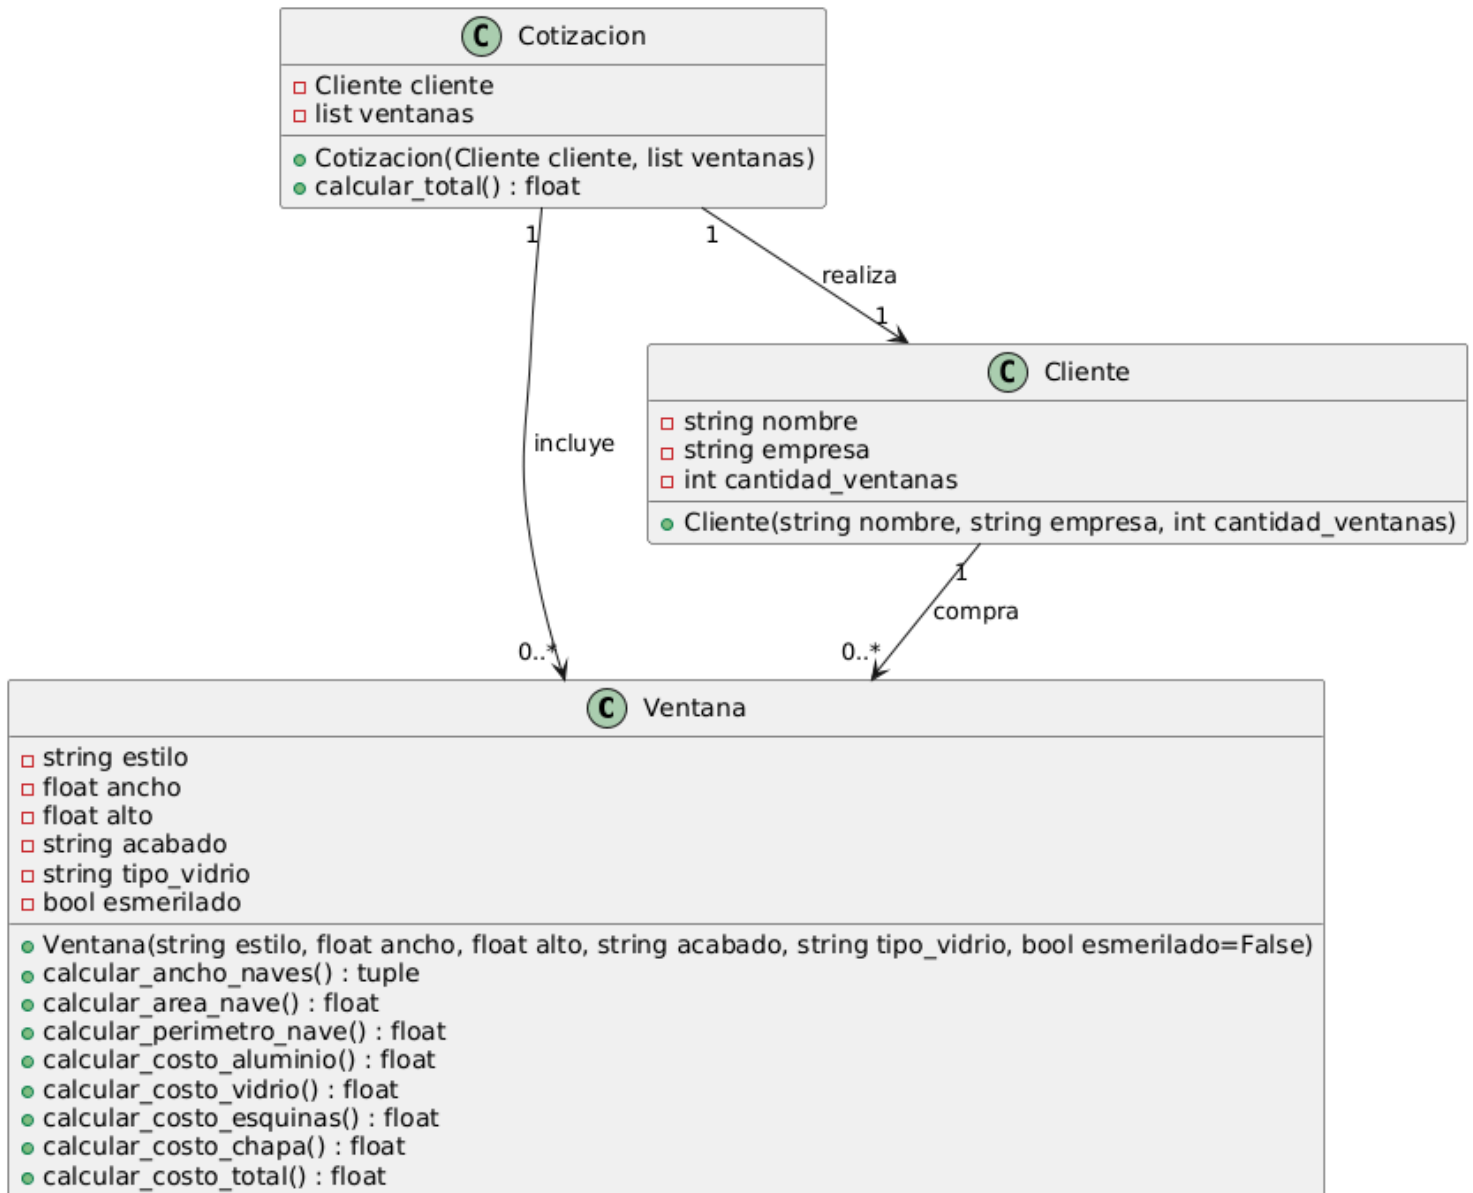 C Cotizacion
Cliente cliente
list ventanas
Cotizacion(Cliente cliente, list ventanas)
calcular_total() : float
1
1
realiza
1
C Cliente
string nombre
string empresa
int cantidad_ventanas
Cliente(string nombre, string empresa, int cantidad_ventanas)
incluye
1
compra
0..*
0..*
C Ventana
string estilo
float ancho
float alto
string acabado
string tipo_vidrio
bool esmerilado
Ventana(string estilo, float ancho, float alto, string acabado, string tipo_vidrio, bool esmerilado=False)
calcular_ancho_naves() : tuple
calcular_area_nave() : float
calcular_perimetro_nave() : float
calcular_costo_aluminio() : float
calcular_costo_vidrio() : float
calcular_costo_esquinas() : float
calcular_costo_chapa() : float
calcular_costo_total() : float